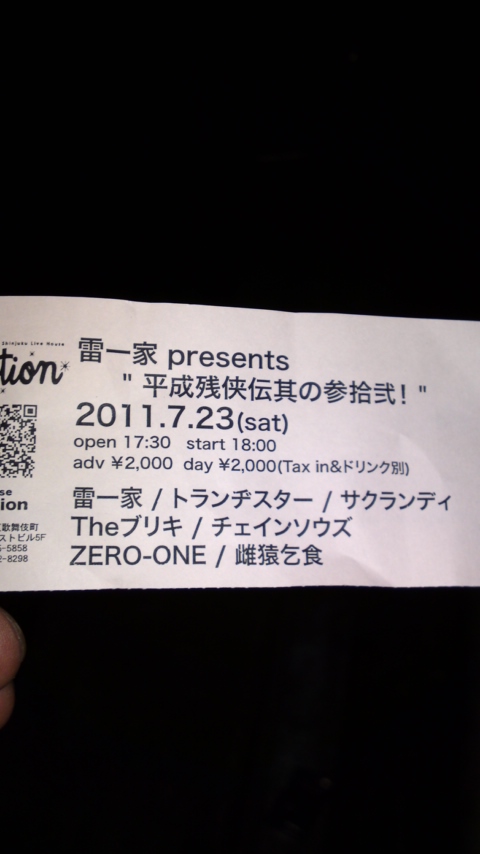 Shinjuku Live House
tion
雷一家 presents
" 平成残侠伝其の参拾弐! "
2011.7.23(sat)
open 17:30 start 18:00
adv ¥2,000 day ¥2,000(Tax in&ドリンク別)
se
ion
雷一家 / トランヂスター / サクランディ
歌舞伎町
Theブリキ / チェインソウズ
ストビル5F
-5858
ZERO-ONE / 雌猿乞食
-8298